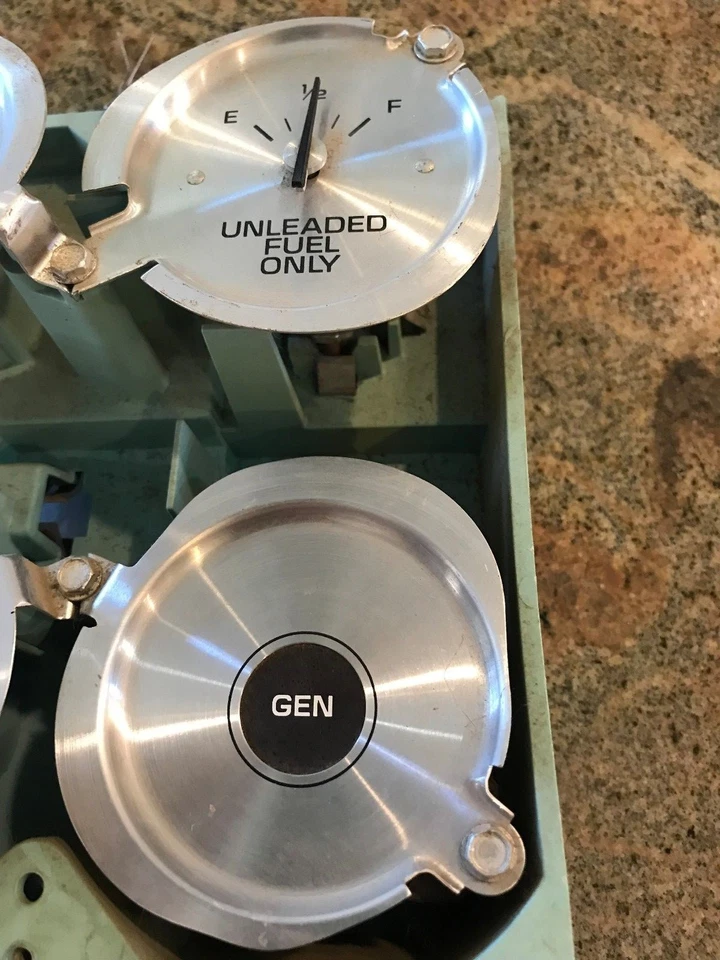 1/2
E F
UNLEADED
FUEL
ONLY
GEN